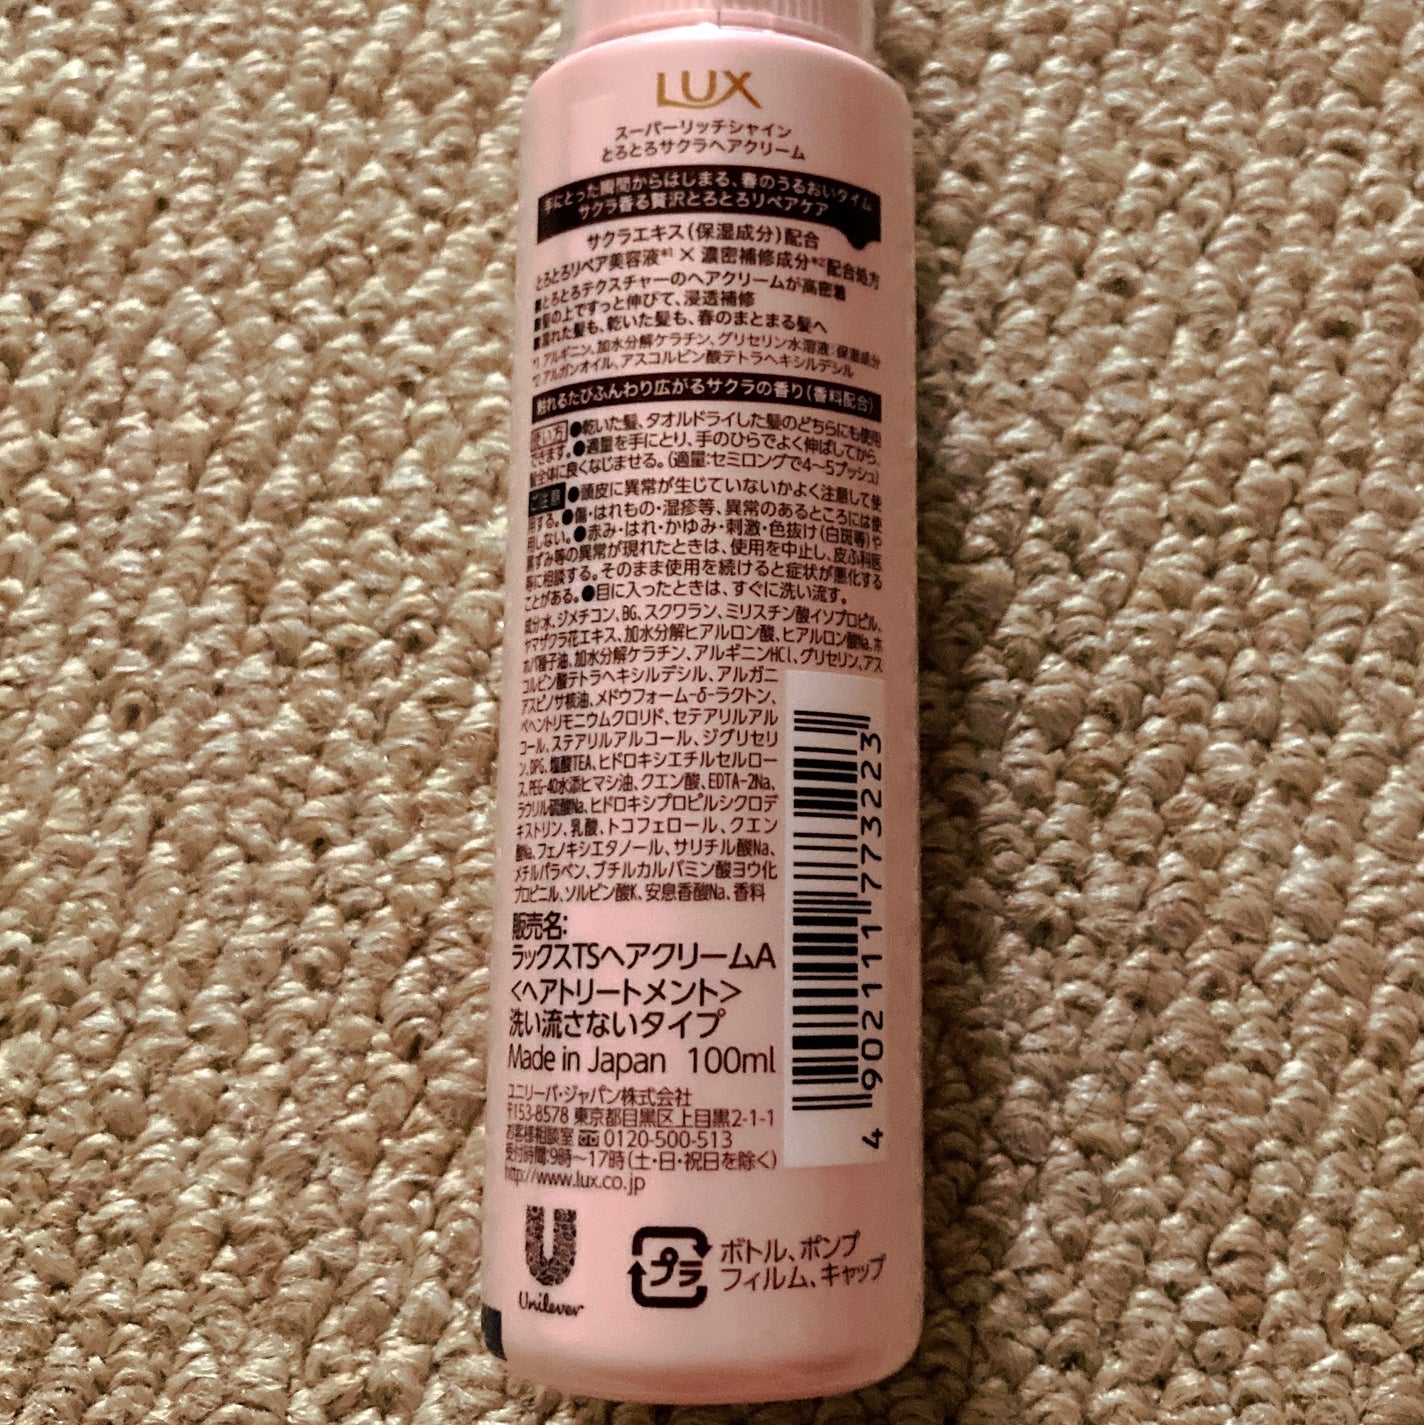 LUX
スーパーリッチシャイン
とろとろサクラヘアクリーム
手にとった瞬間からはじまる、春のうるおいタイム
サクラ香る贅沢とろとろリペアケア
サクラエキス(保湿成分)配合
とろとろリペア美容液*1 × 濃密補修成分*2配合処方
■とろとろテクスチャーのヘアクリームが高密着
■髪の上ですっと伸びて、浸透補修
■濡れた髪も、乾いた髪も、春のまとまる髪へ
*1 アルギニン、加水分解ケラチン、グリセリン水溶液:保湿成分
*2 アルガンオイル、アスコルビン酸テトラヘキシルデシル
触れるたびふんわり広がるサクラの香り(香料配合)
使い方 ●乾いた髪、タオルドライした髪のどちらにも使用
できます。●適量を手にとり、手のひらでよく伸ばしてから、
髪全体に良くなじませる。(適量:セミロングで4〜5プッシュ)
ご注意 ●頭皮に異常が生じていないかよく注意して使
用する。●傷・はれもの・湿疹等、異常のあるところには使
用しない。●赤み・はれ・かゆみ・刺激・色抜け(白斑等)や
黒ずみ等の異常が現れたときは、使用を中止し、皮ふ科医
等に相談する。そのまま使用を続けると症状が悪化する
ことがある。●目に入ったときは、すぐに洗い流す。
成分:水、ジメチコン、BG、スクワラン、ミリスチン酸イソプロピル、
ヤマザクラ花エキス、加水分解ヒアルロン酸、ヒアルロン酸Na、ホ
ホバ種子油、加水分解ケラチン、アルギニンHCl、グリセリン、アス
コルビン酸テトラヘキシルデシル、アルガニ
アスピノサ核油、メドウフォーム-δ-ラクトン、
ベヘントリモニウムクロリド、セテアリルアル
コール、ステアリルアルコール、ジグリセリ
ン、DPG、塩酸TEA、ヒドロキシエチルセルロー
ス、PEG-40水添ヒマシ油、クエン酸、EDTA-2Na、
ラウリル硫酸Na、ヒドロキシプロピルシクロデ
キストリン、乳酸、トコフェロール、クエン
酸Na、フェノキシエタノール、サリチル酸Na、
メチルパラベン、ブチルカルバミン酸ヨウ化
プロピニル、ソルビン酸K、安息香酸Na、香料
販売名:
ラックスTSヘアクリームA
<ヘアトリートメント>
洗い流さないタイプ
Made in Japan 100ml
ユニリーバ・ジャパン株式会社
〒153-8578 東京都目黒区上目黒2-1-1
お客様相談室 0120-500-513
受付時間:9時〜17時(土・日・祝日を除く)
http://www.lux.co.jp
4 902111 773223
Unilever
プラ
ボトル、ポンプ
フィルム、キャップ